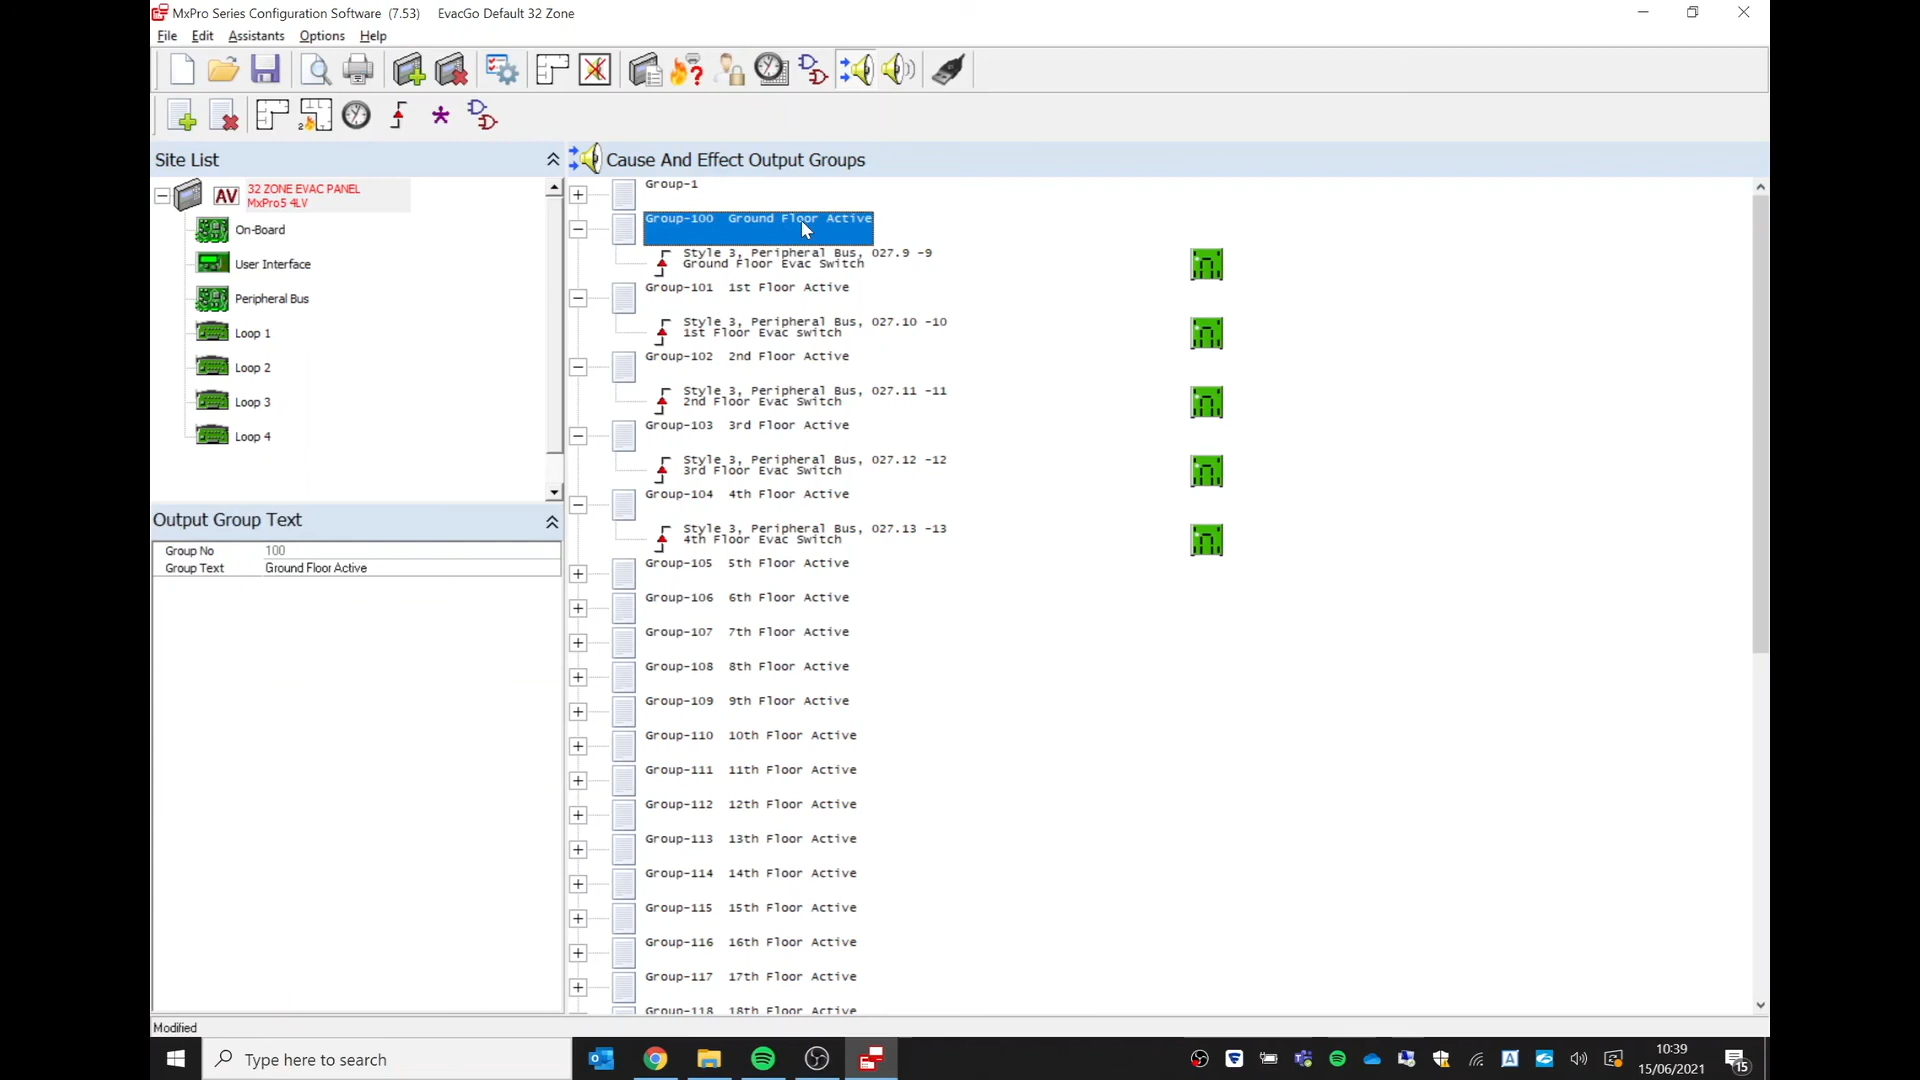 MxPro Series Configuration Software (7.53) EvacGo Default 32 Zone
File Edit Assistants Options Help
Site List
AV
32 ZONE EVAC PANEL
MxPro5 4LV
On-Board
User Interface
Peripheral Bus
Loop 1
Loop 2
Loop 3
Loop 4
Output Group Text
Group No 100
Group Text Ground Floor Active
Cause And Effect Output Groups
Group-1
Group-100 Ground Floor Active
Style 3, Peripheral Bus, 027.9 -9
Ground Floor Evac Switch
Group-101 1st Floor Active
Style 3, Peripheral Bus, 027.10 -10
1st Floor Evac switch
Group-102 2nd Floor Active
Style 3, Peripheral Bus, 027.11 -11
2nd Floor Evac Switch
Group-103 3rd Floor Active
Style 3, Peripheral Bus, 027.12 -12
3rd Floor Evac Switch
Group-104 4th Floor Active
Style 3, Peripheral Bus, 027.13 -13
4th Floor Evac Switch
Group-105 5th Floor Active
Group-106 6th Floor Active
Group-107 7th Floor Active
Group-108 8th Floor Active
Group-109 9th Floor Active
Group-110 10th Floor Active
Group-111 11th Floor Active
Group-112 12th Floor Active
Group-113 13th Floor Active
Group-114 14th Floor Active
Group-115 15th Floor Active
Group-116 16th Floor Active
Group-117 17th Floor Active
Group-118 18th Floor Active
Modified
Type here to search
10:39
15/06/2021
15